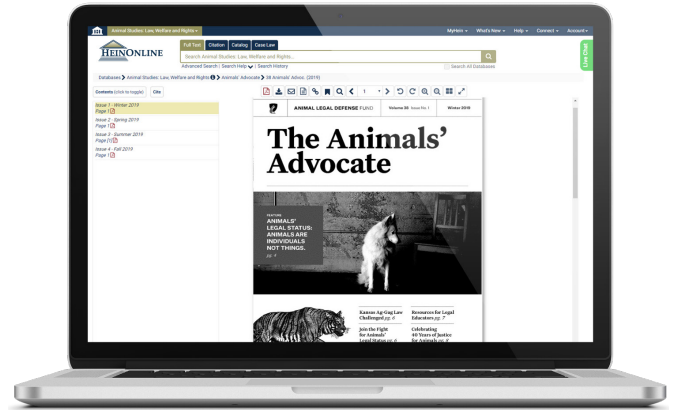 Animal Studies: Law, Welfare and Rights
MyHein What's New Help Connect Account
HEINONLINE
Full Text Citation Catalog Case Law
Search Animal Studies: Law, Welfare and Rights...
Advanced Search | Search Help | Search History
Search All Databases
Live Chat
Databases > Animal Studies: Law, Welfare and Rights > Animals' Advocate > 38 Animals' Advoc. (2019)
Contents (click to toggle) Cite
Issue 1 - Winter 2019
Page 1
Issue 2 - Spring 2019
Page 1
Issue 3 - Summer 2019
Page [1]
Issue 4 - Fall 2019
Page 1
1
ANIMAL LEGAL DEFENSE FUND Volume 38 Issue No. 1 Winter 2019
The Animals'
Advocate
FEATURE
ANIMALS'
LEGAL STATUS:
ANIMALS ARE
INDIVIDUALS
NOT THINGS.
pg. 4
Kansas Ag-Gag Law
Challenged pg. 6
Resources for Legal
Educators pg. 7
Join the Fight
for Animals'
Legal Status pg. 6
Celebrating
40 Years of Justice
for Animals pg. 8